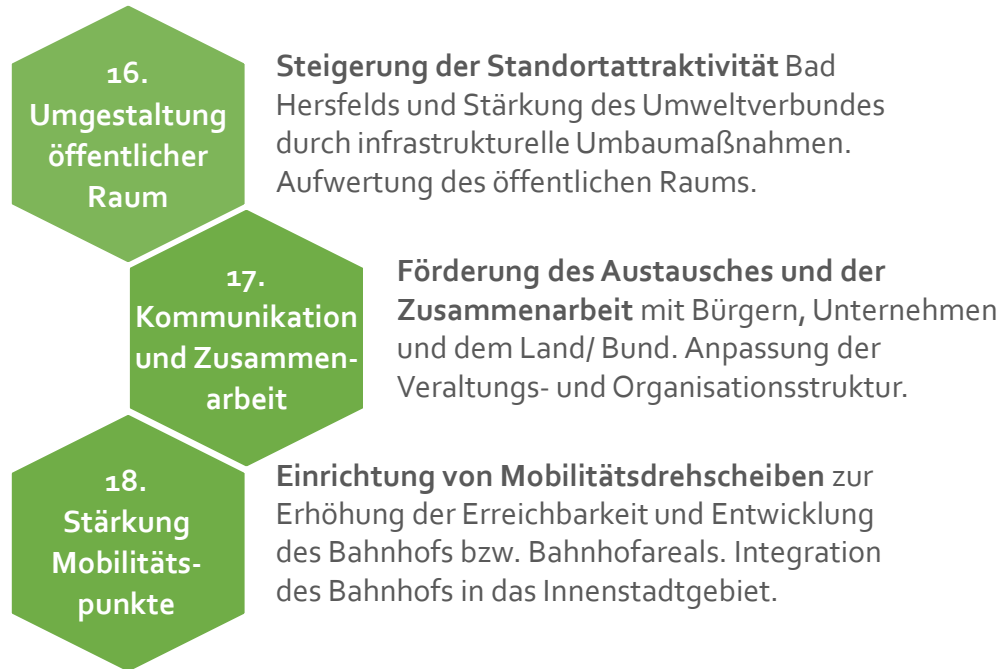 16.
Umgestaltung
öffentlicher
Raum
Steigerung der Standortattraktivität Bad
Hersfelds und Stärkung des Umweltverbundes
durch infrastrukturelle Umbaumaßnahmen.
Aufwertung des öffentlichen Raums.
17.
Kommunikation
und Zusammen-
arbeit
Förderung des Austausches und der
Zusammenarbeit mit Bürgern, Unternehmen
und dem Land/ Bund. Anpassung der
Veraltungs- und Organisationsstruktur.
18.
Stärkung
Mobilitäts-
punkte
Einrichtung von Mobilitätsdrehscheiben zur
Erhöhung der Erreichbarkeit und Entwicklung
des Bahnhofs bzw. Bahnhofareals. Integration
des Bahnhofs in das Innenstadtgebiet.